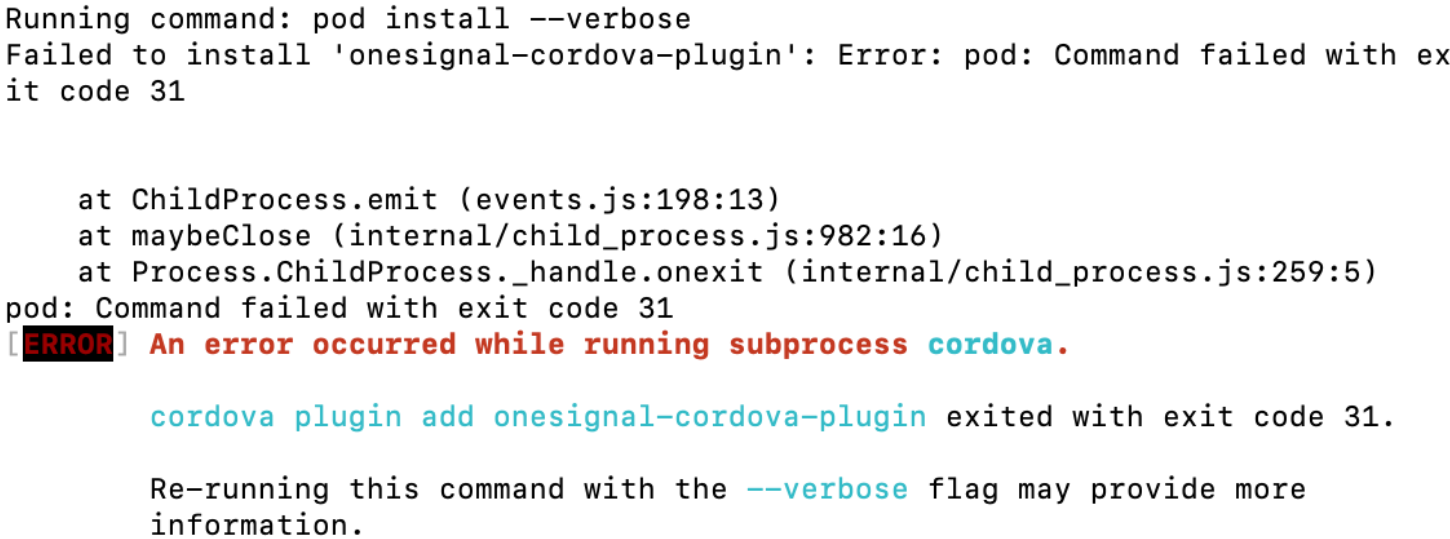 Running command: pod install --verbose
Failed to install 'onesignal-cordova-plugin': Error: pod: Command failed with ex
it code 31
at ChildProcess.emit (events.js:198:13)
at maybeClose (internal/child_process.js:982:16)
at Process.ChildProcess._handle.onexit (internal/child_process.js:259:5)
pod: Command failed with exit code 31
[ERROR] An error occurred while running subprocess cordova.
cordova plugin add onesignal-cordova-plugin exited with exit code 31.
Re-running this command with the --verbose flag may provide more
information.